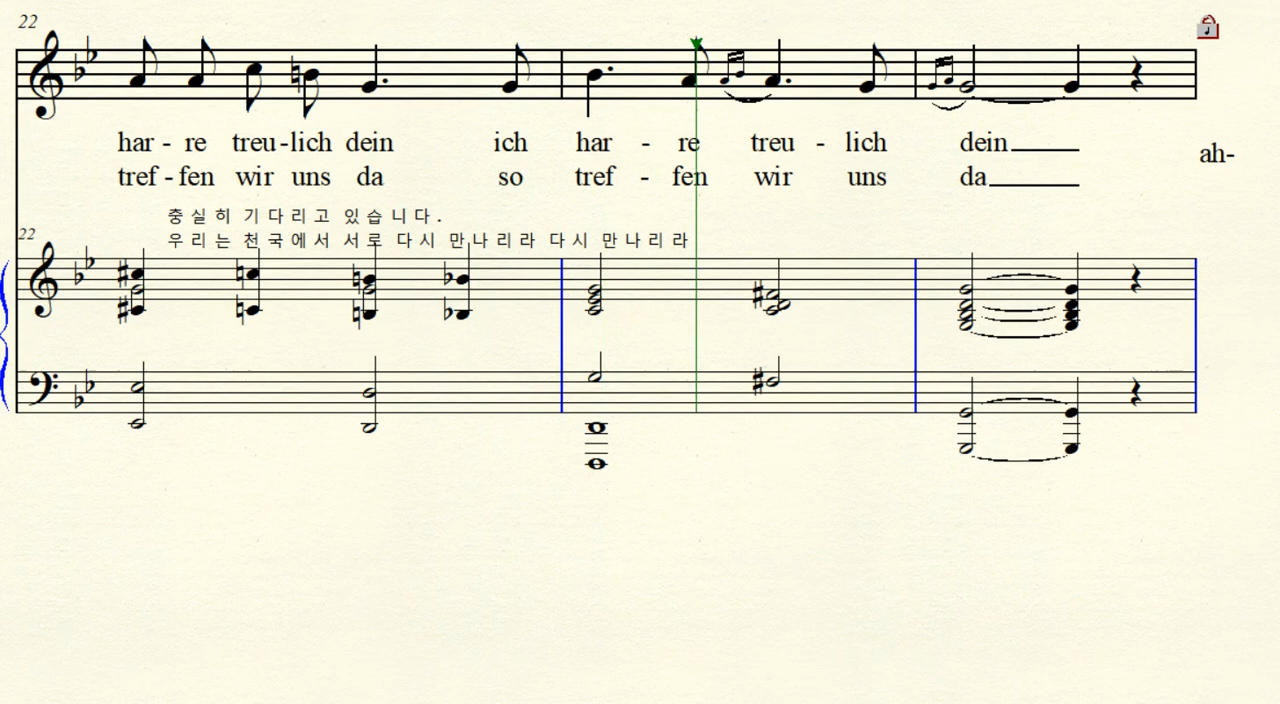 22
har - re treu - lich dein ich har - re treu - lich dein
ah-
tref - fen wir uns da so tref - fen wir uns da
충실히 기다리고 있습니다.
22
우리는 천국에서 서로 다시 만나리라 다시 만나리라